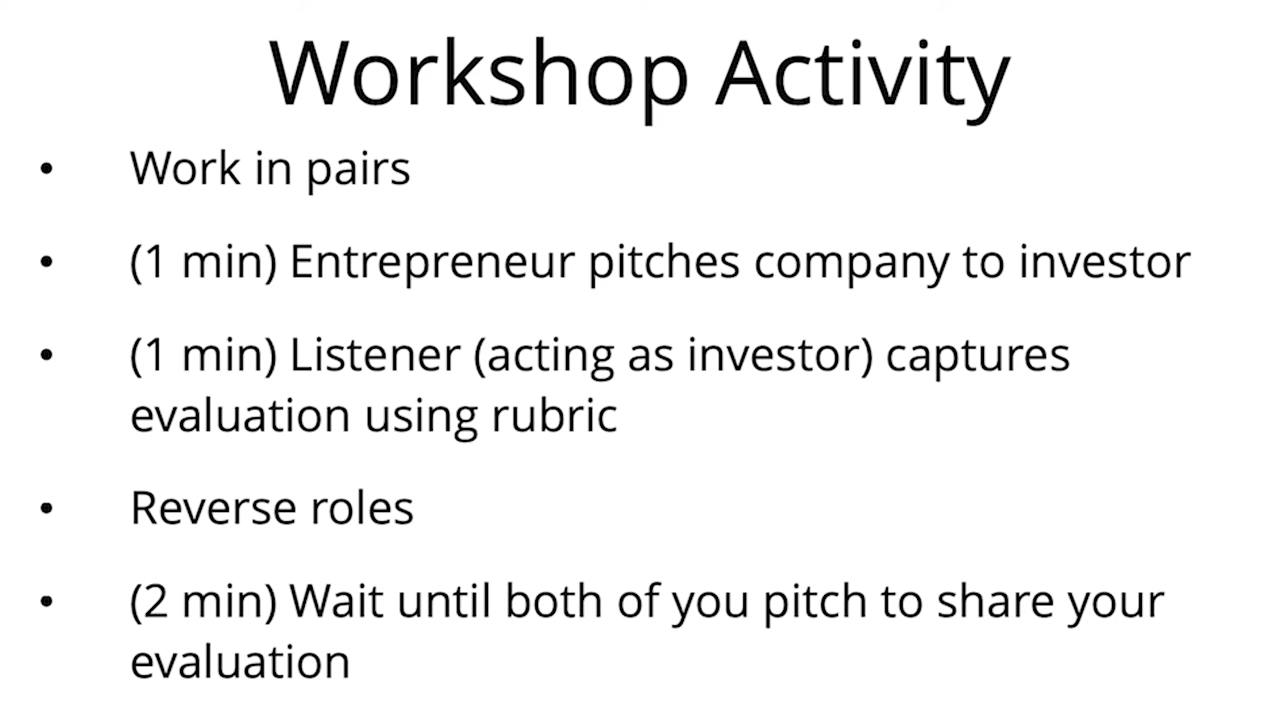 Workshop Activity
• Work in pairs
• (1 min) Entrepreneur pitches company to investor
• (1 min) Listener (acting as investor) captures
evaluation using rubric
• Reverse roles
• (2 min) Wait until both of you pitch to share your
evaluation